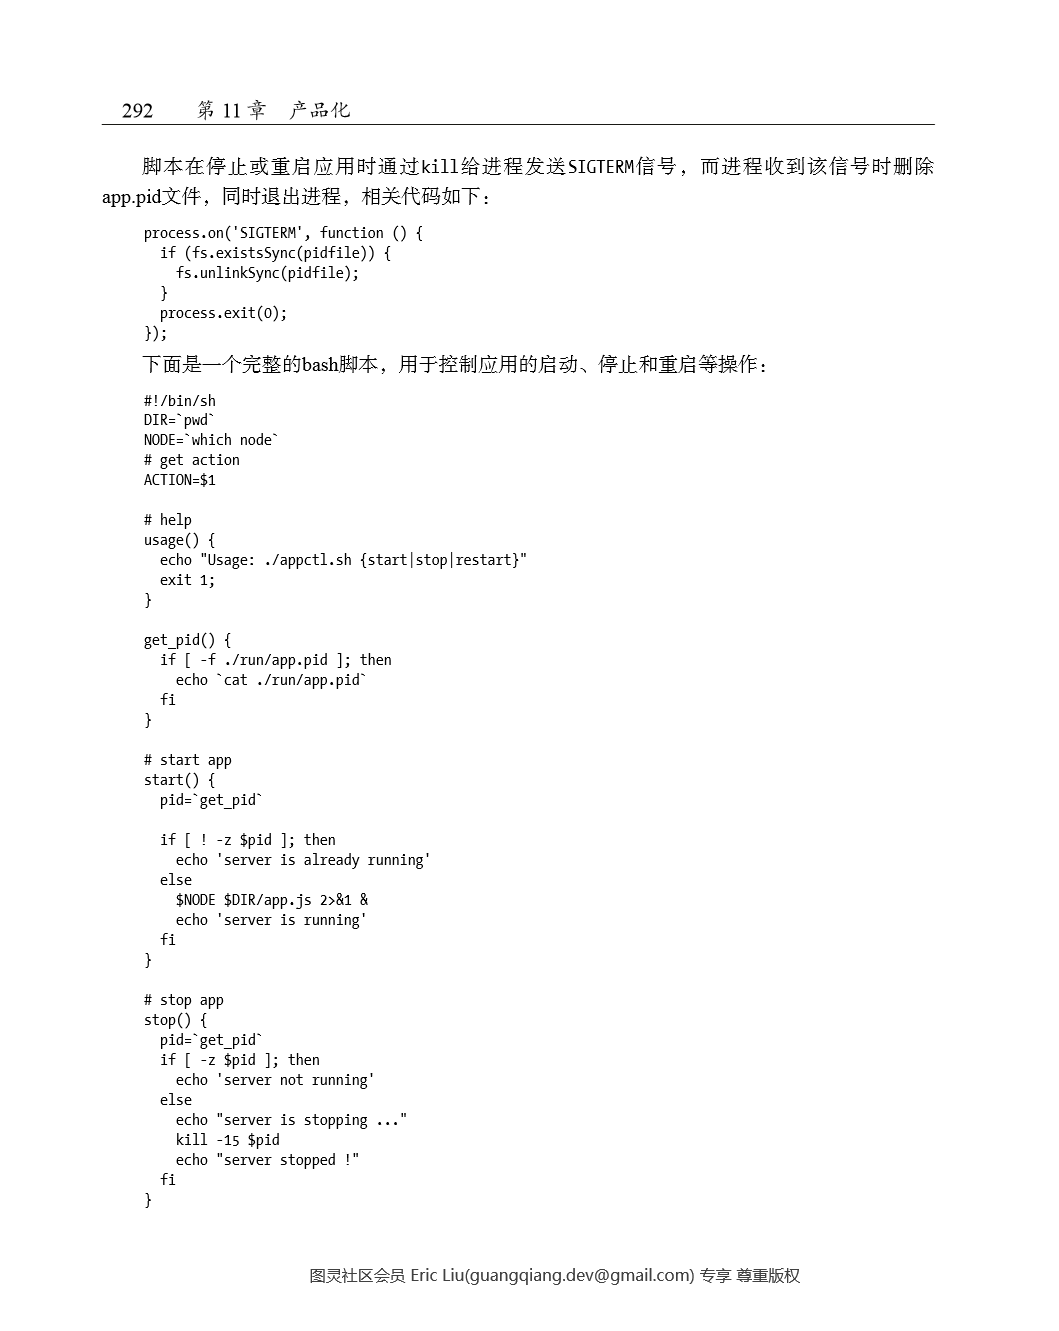 292 第 11 章 产品化
脚本在停止或重启应用时通过kill给进程发送SIGTERM信号，而进程收到该信号时删除
app.pid文件，同时退出进程，相关代码如下：
process.on('SIGTERM', function () {
  if (fs.existsSync(pidfile)) {
    fs.unlinkSync(pidfile);
  }
  process.exit(0);
});
下面是一个完整的bash脚本，用于控制应用的启动、停止和重启等操作：
#!/bin/sh
DIR=`pwd`
NODE=`which node`
# get action
ACTION=$1
# help
usage() {
  echo "Usage: ./appctl.sh {start|stop|restart}"
  exit 1;
}
get_pid() {
  if [ -f ./run/app.pid ]; then
    echo `cat ./run/app.pid`
  fi
}
# start app
start() {
  pid=`get_pid`
  if [ ! -z $pid ]; then
    echo 'server is already running'
  else
    $NODE $DIR/app.js 2>&1 &
    echo 'server is running'
  fi
}
# stop app
stop() {
  pid=`get_pid`
  if [ -z $pid ]; then
    echo 'server not running'
  else
    echo "server is stopping ..."
    kill -15 $pid
    echo "server stopped !"
  fi
}
图灵社区会员 Eric Liu(guangqiang.dev@gmail.com) 专享 尊重版权